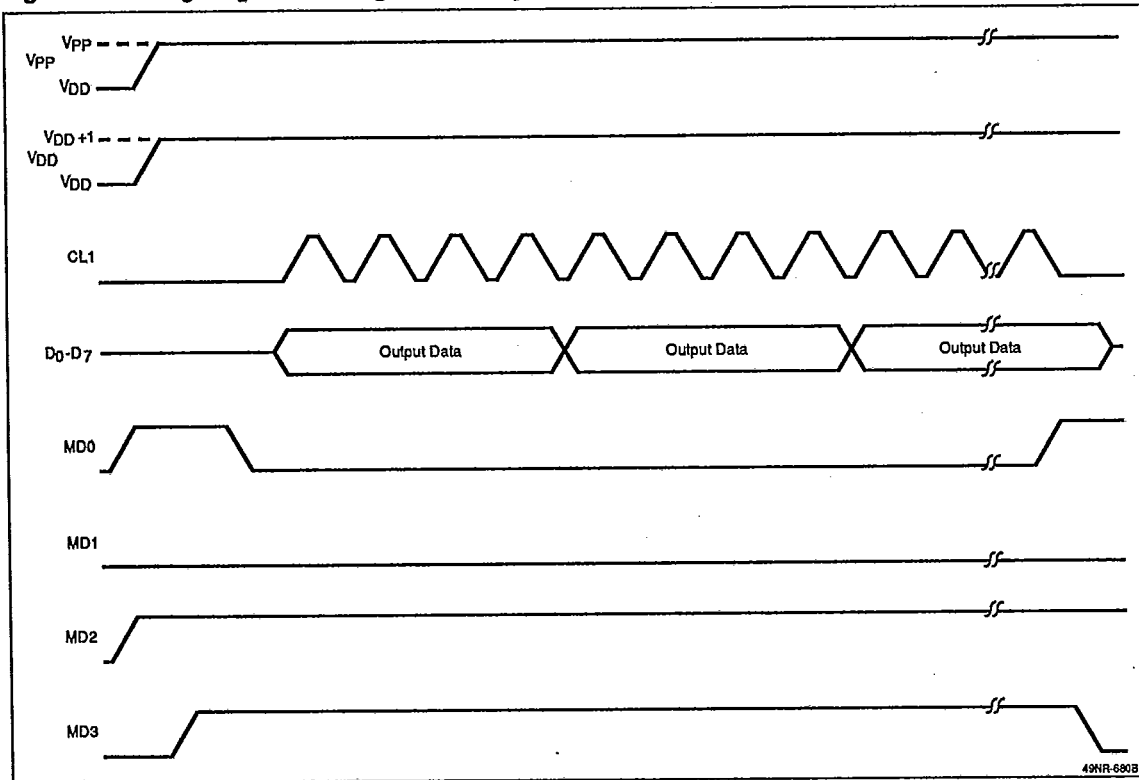 VPP
VPP
VDD
VDD +1
VDD
VDD
CL1
D0-D7
Output Data
Output Data
Output Data
MD0
MD1
MD2
MD3
49NR-680B